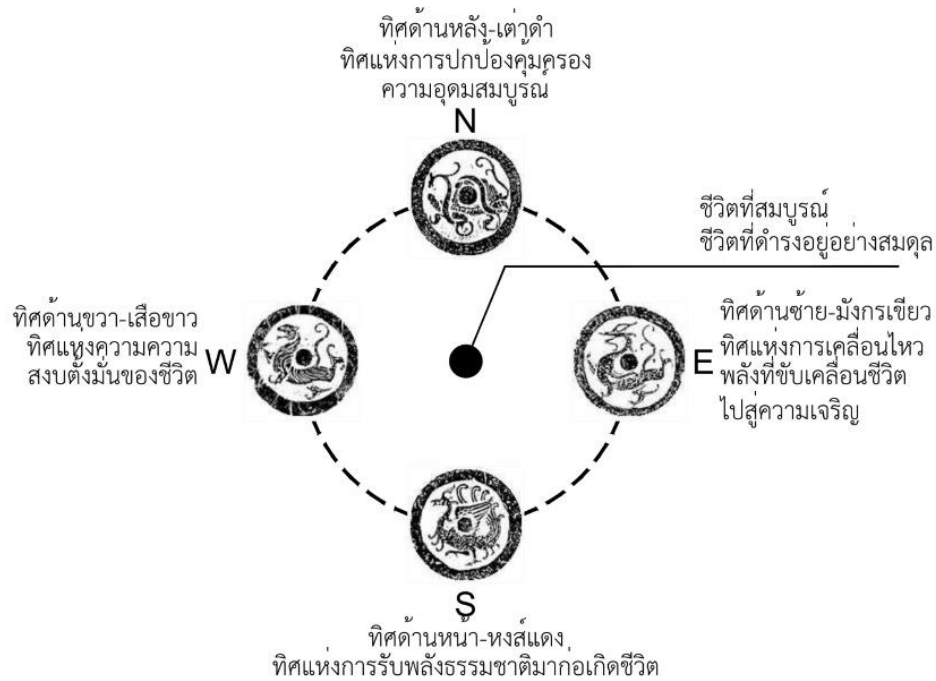 ทิศด้านหลัง-เต่าดำ
ทิศแห่งการปกป้องคุ้มครอง
ความอุดมสมบูรณ์
N
ชีวิตที่สมบูรณ์
ชีวิตที่ดำรงอยู่อย่างสมดุล
ทิศด้านขวา-เสือขาว
ทิศแห่งความความ
สงบตั้งมั่นของชีวิต
W
E
ทิศด้านซ้าย-มังกรเขียว
ทิศแห่งการเคลื่อนไหว
พลังที่ขับเคลื่อนชีวิต
ไปสู่ความเจริญ
S
ทิศด้านหน้า-หงส์แดง
ทิศแห่งการรับพลังธรรมชาติมาก่อเกิดชีวิต